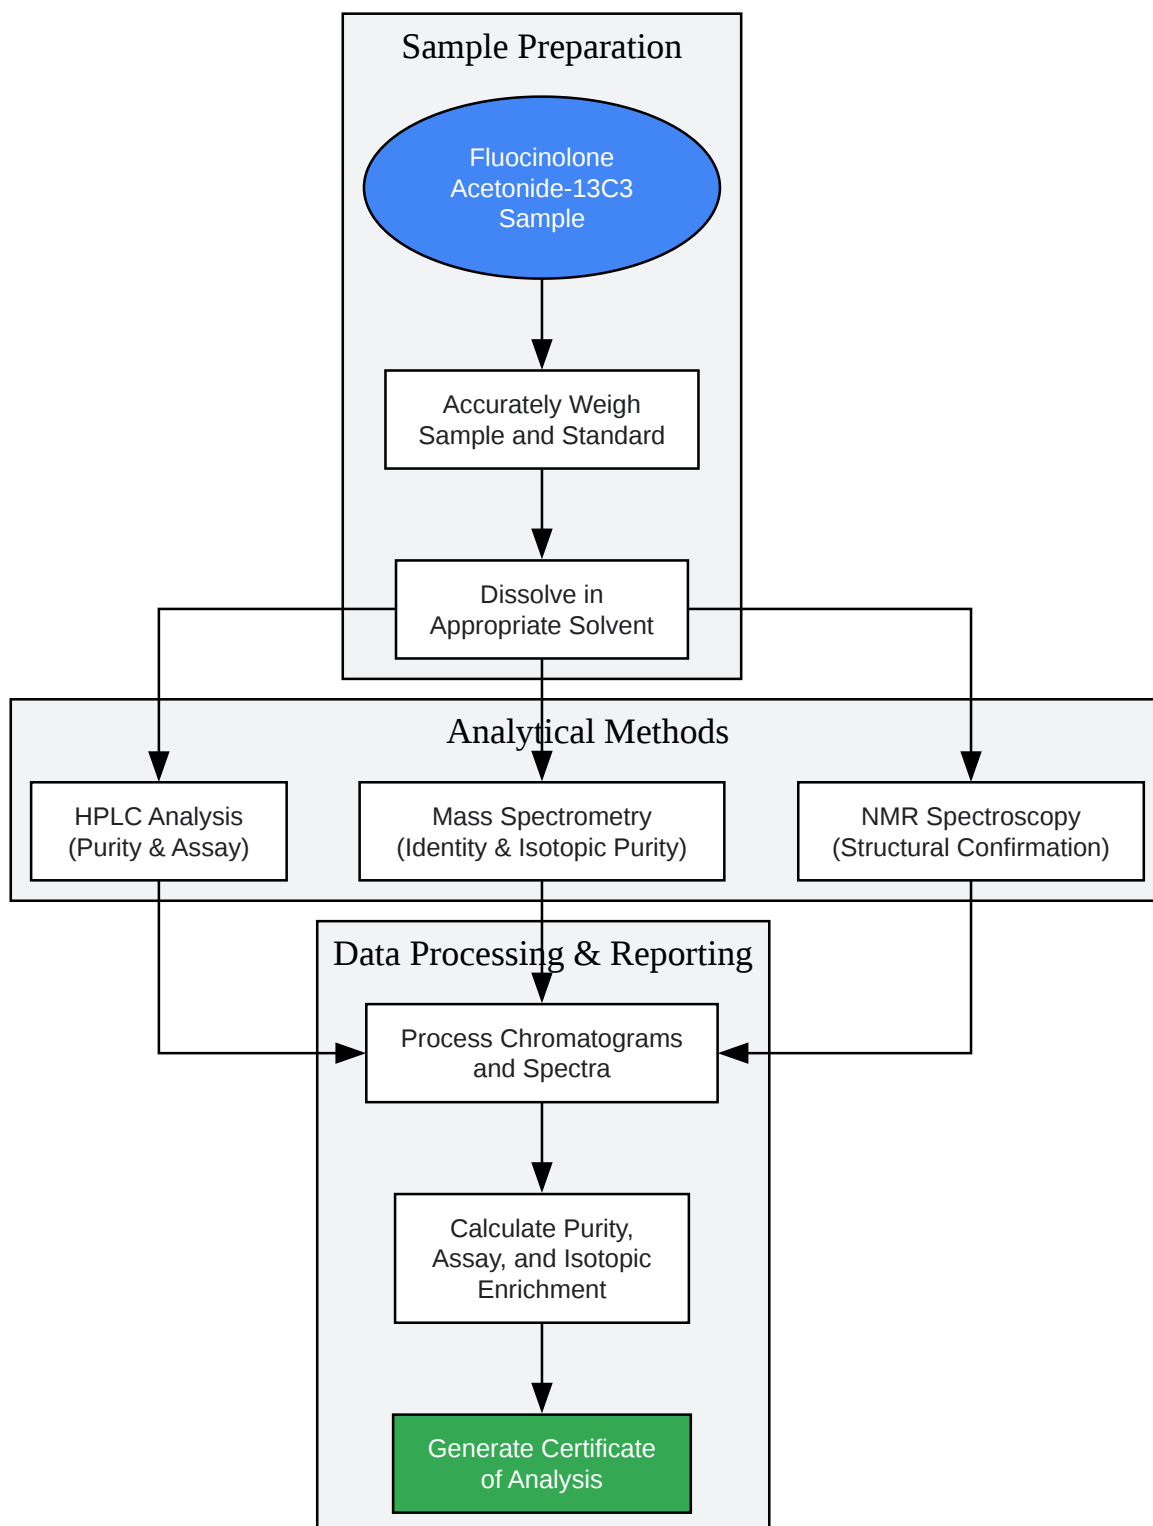 Sample Preparation
Fluocinolone
Acetonide-13C3
Sample
Accurately Weigh
Sample and Standard
Dissolve in
Appropriate Solvent
Analytical Methods
HPLC Analysis
(Purity & Assay)
Mass Spectrometry
(Identity & Isotopic Purity)
NMR Spectroscopy
(Structural Confirmation)
Data Processing & Reporting
Process Chromatograms
and Spectra
Calculate Purity,
Assay, and Isotopic
Enrichment
Generate Certificate
of Analysis